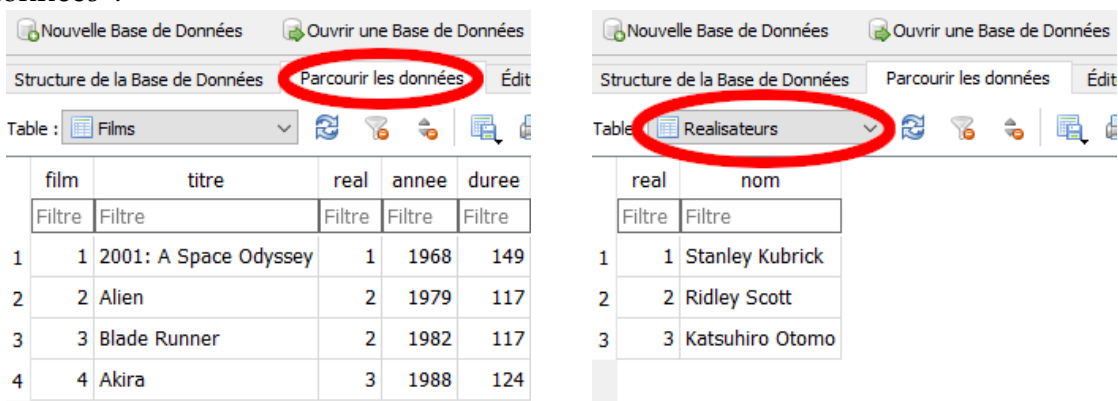 Nouvelle Base de Données Ouvrir une Base de Données
Structure de la Base de Données Parcourir les données Édit
Table : Films
film titre real annee duree
Filtre Filtre Filtre Filtre Filtre
1 1 2001: A Space Odyssey 1 1968 149
2 2 Alien 2 1979 117
3 3 Blade Runner 2 1982 117
4 4 Akira 3 1988 124
Nouvelle Base de Données Ouvrir une Base de Données
Structure de la Base de Données Parcourir les données Édit
Table Realisateurs
real nom
Filtre Filtre
1 1 Stanley Kubrick
2 2 Ridley Scott
3 3 Katsuhiro Otomo